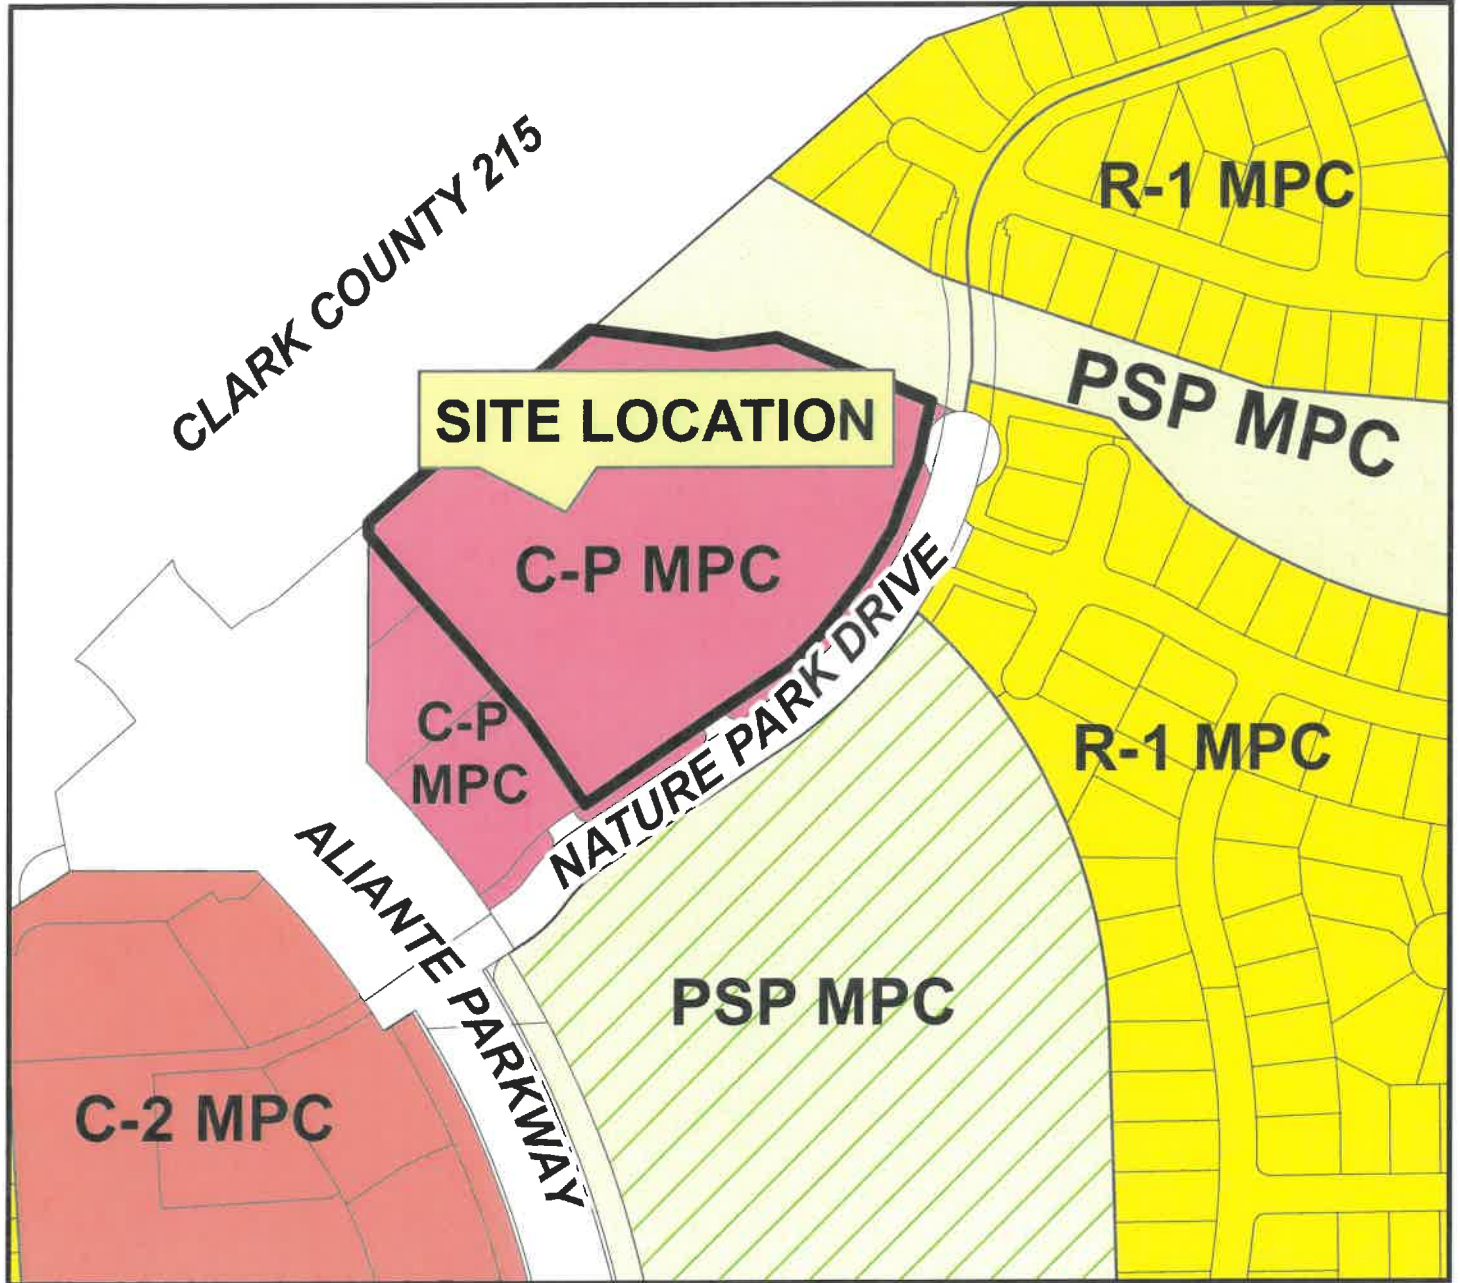 CLARK COUNTY 215
R-1 MPC
PSP MPC
SITE LOCATION
C-P MPC
C-P
MPC
NATURE PARK DRIVE
R-1 MPC
ALIANTE PARKWAY
PSP MPC
C-2 MPC